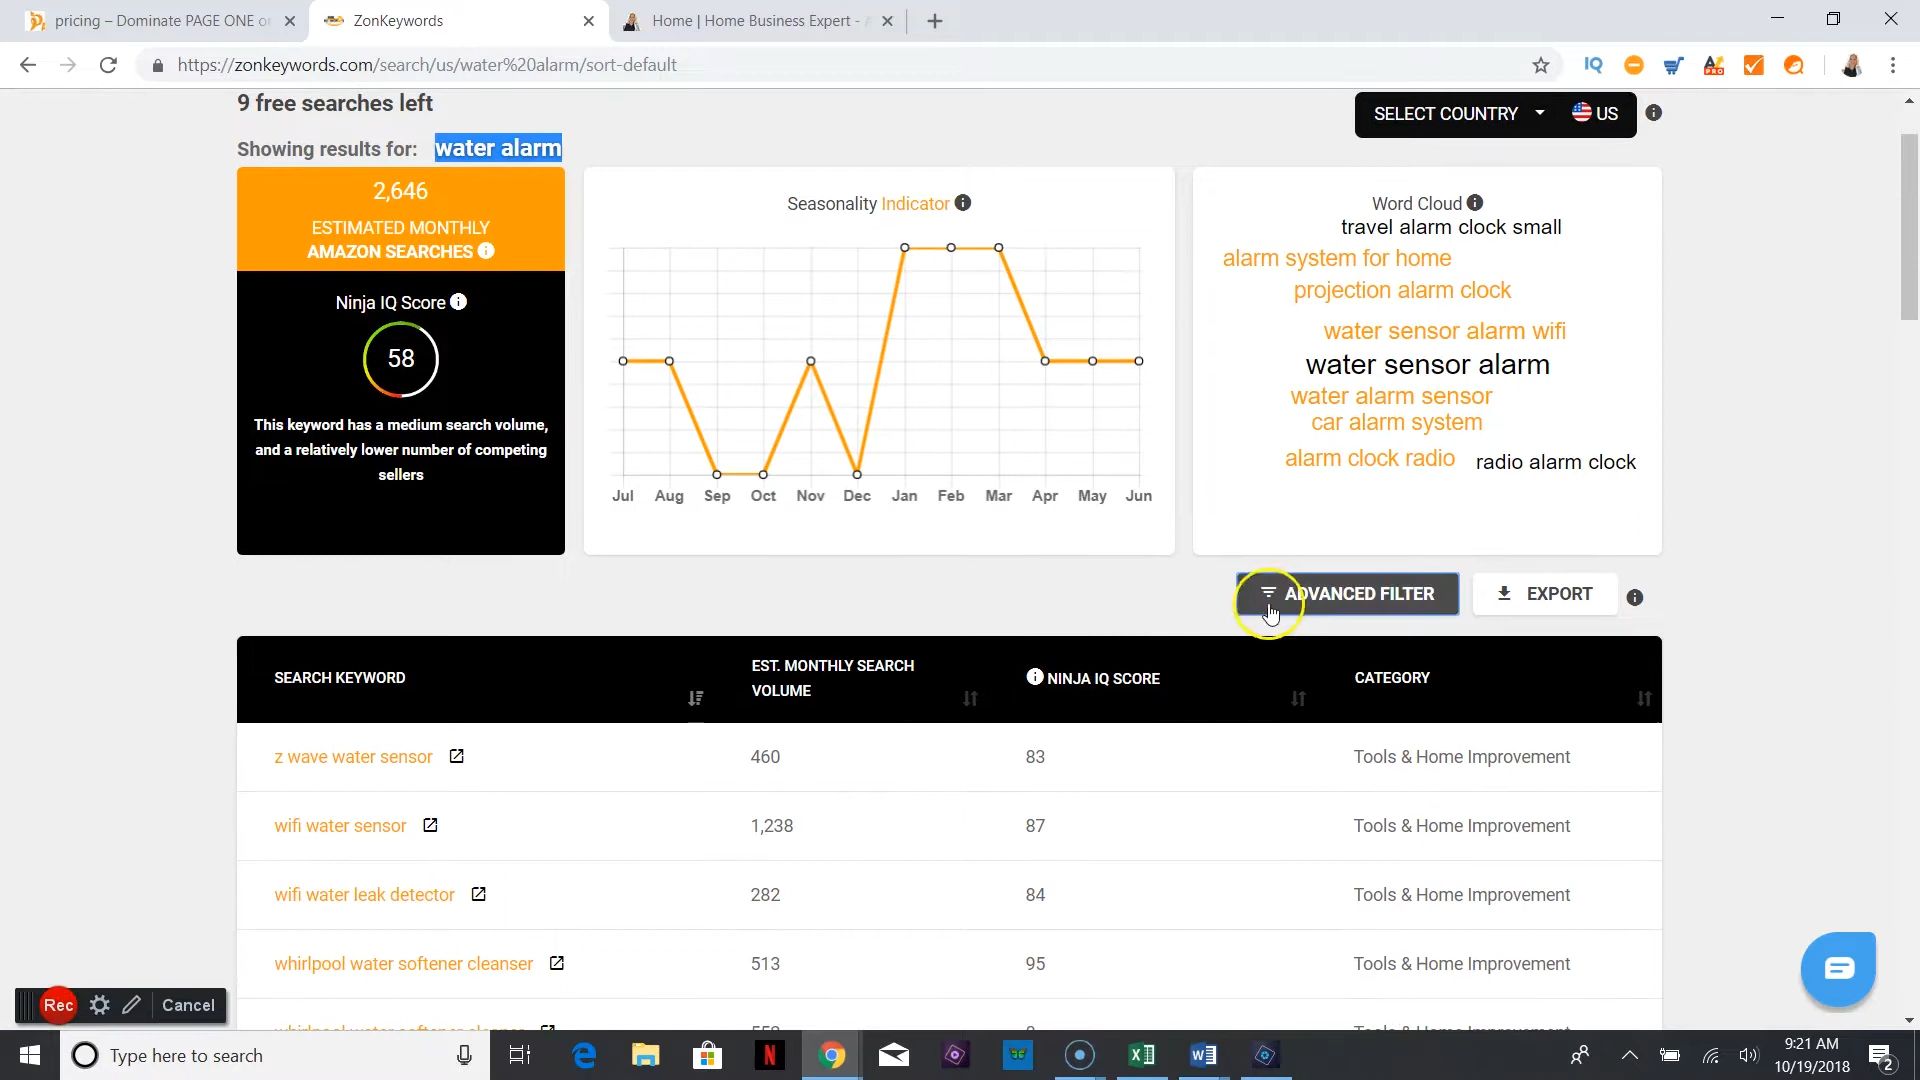 pricing – Dominate PAGE ONE on
ZonKeywords
Home | Home Business Expert -
https://zonkeywords.com/search/us/water%20alarm/sort-default
IQ
PRO
9 free searches left
SELECT COUNTRY
US
Showing results for: water alarm
2,646
ESTIMATED MONTHLY
AMAZON SEARCHES
Ninja IQ Score
58
This keyword has a medium search volume,
and a relatively lower number of competing
sellers
Seasonality Indicator
Jul Aug Sep Oct Nov Dec Jan Feb Mar Apr May Jun
Word Cloud
travel alarm clock small
alarm system for home
projection alarm clock
water sensor alarm wifi
water sensor alarm
water alarm sensor
car alarm system
alarm clock radio
radio alarm clock
ADVANCED FILTER
EXPORT
SEARCH KEYWORD
EST. MONTHLY SEARCH
VOLUME
NINJA IQ SCORE
CATEGORY
z wave water sensor 460 83 Tools & Home Improvement
wifi water sensor 1,238 87 Tools & Home Improvement
wifi water leak detector 282 84 Tools & Home Improvement
whirlpool water softener cleanser 513 95 Tools & Home Improvement
Rec
Cancel
Type here to search
9:21 AM
10/19/2018
2